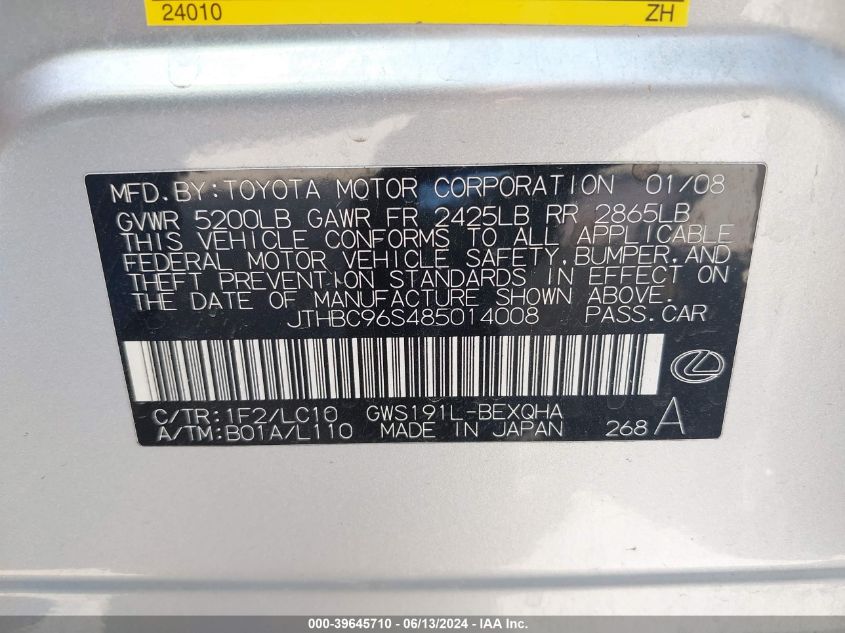 24010 ZH
MFD. BY: TOYOTA MOTOR CORPORATION 01/08
GVWR 5200LB GAWR FR 2425LB RR 2865LB
THIS VEHICLE CONFORMS TO ALL APPLICABLE
FEDERAL MOTOR VEHICLE SAFETY, BUMPER, AND
THEFT PREVENTION STANDARDS IN EFFECT ON
THE DATE OF MANUFACTURE SHOWN ABOVE.
JTHBC96S485014008 PASS. CAR
C/TR: 1F2/LC10 GWS191L-BEXQHA
A/TM: B01A/L110 MADE IN JAPAN 268 A
000-39645710 - 06/13/2024 - IAA Inc.